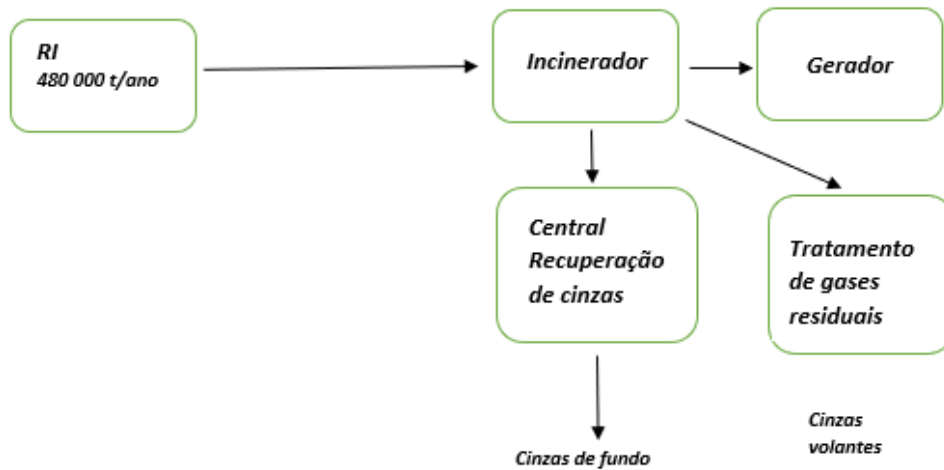 RI
480 000 t/ano
Incinerador
Gerador
Central
Recuperação
de cinzas
Tratamento
de gases
residuais
Cinzas
volantes
Cinzas de fundo